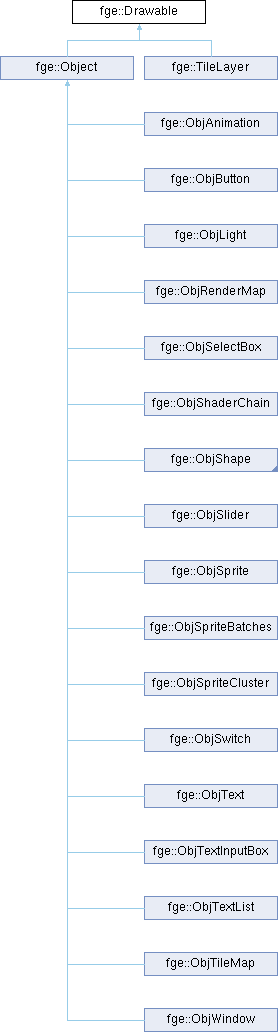 fge::Drawable
fge::Object
fge::TileLayer
fge::ObjAnimation
fge::ObjButton
fge::ObjLight
fge::ObjRenderMap
fge::ObjSelectBox
fge::ObjShaderChain
fge::ObjShape
fge::ObjSlider
fge::ObjSprite
fge::ObjSpriteBatches
fge::ObjSpriteCluster
fge::ObjSwitch
fge::ObjText
fge::ObjTextInputBox
fge::ObjTextList
fge::ObjTileMap
fge::ObjWindow